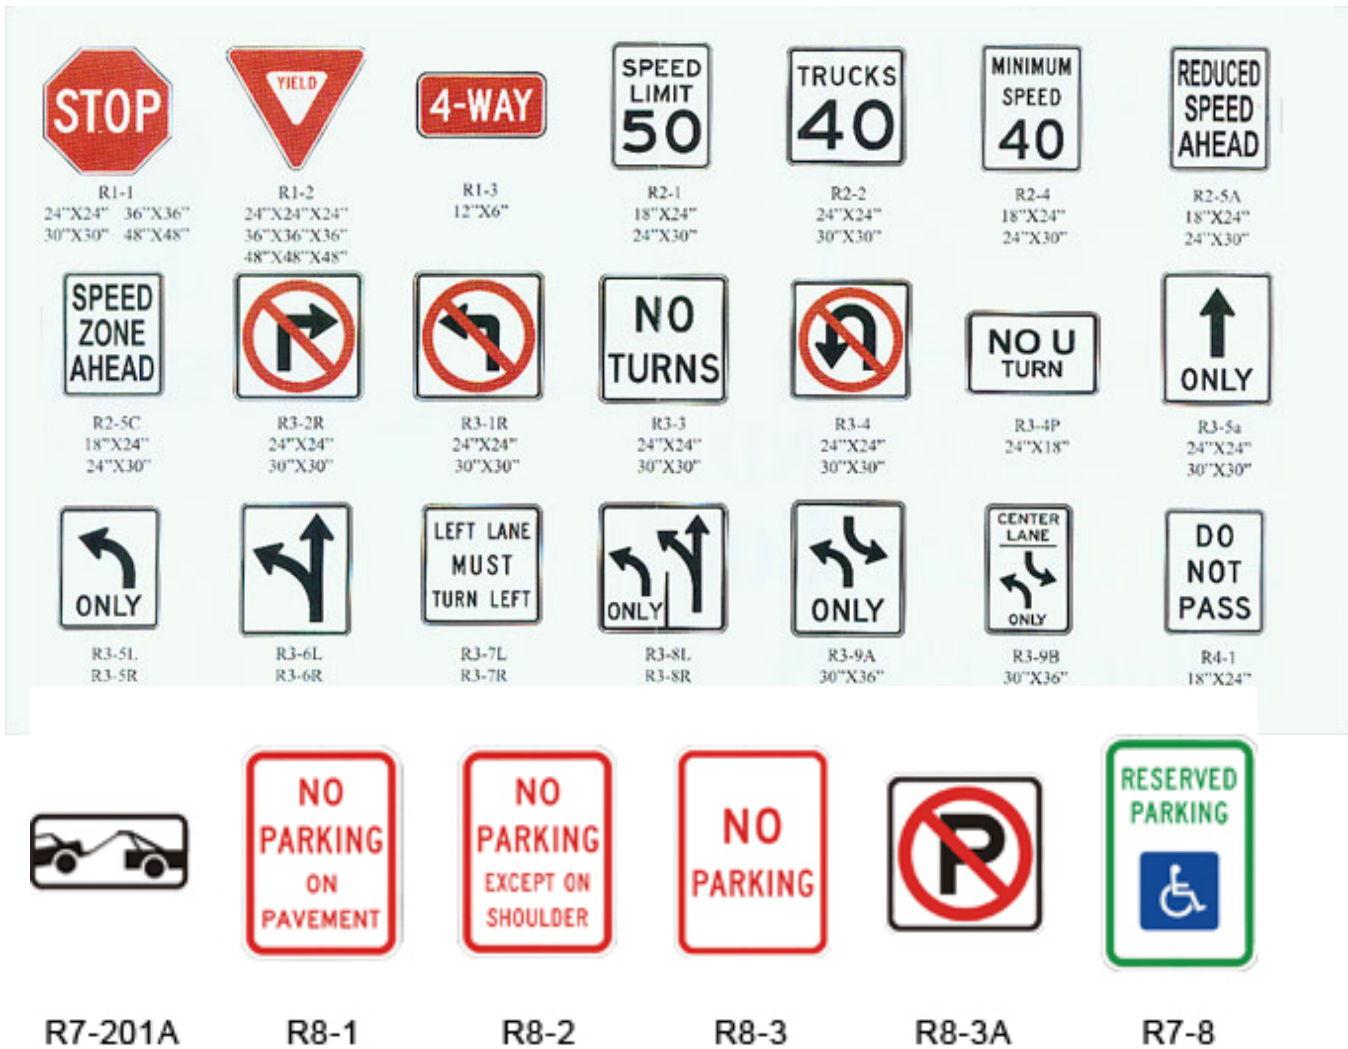 STOP
YIELD
4-WAY
SPEED
LIMIT
50
TRUCKS
40
MINIMUM
SPEED
40
REDUCED
SPEED
AHEAD
R1-1
24"X24" 36"X36"
30"X30" 48"X48"
R1-2
24"X24"X24"
36"X36"X36"
48"X48"X48"
R1-3
12"X6"
R2-1
18"X24"
24"X30"
R2-2
24"X24"
30"X30"
R2-4
18"X24"
24"X30"
R2-5A
18"X24"
24"X30"
SPEED
ZONE
AHEAD
NO
TURNS
NO U
TURN
ONLY
R2-5C
18"X24"
24"X30"
R3-2R
24"X24"
30"X30"
R3-1R
24"X24"
30"X30"
R3-3
24"X24"
30"X30"
R3-4
24"X24"
30"X30"
R3-4P
24"X18"
R3-5a
24"X24"
30"X30"
ONLY
LEFT LANE
MUST
TURN LEFT
ONLY
ONLY
CENTER
LANE
ONLY
DO
NOT
PASS
R3-5L
R3-5R
R3-6L
R3-6R
R3-7L
R3-7R
R3-8L
R3-8R
R3-9A
30"X36"
R3-9B
30"X36"
R4-1
18"X24"
NO
PARKING
ON
PAVEMENT
NO
PARKING
EXCEPT ON
SHOULDER
NO
PARKING
P
RESERVED
PARKING
R7-201A
R8-1
R8-2
R8-3
R8-3A
R7-8